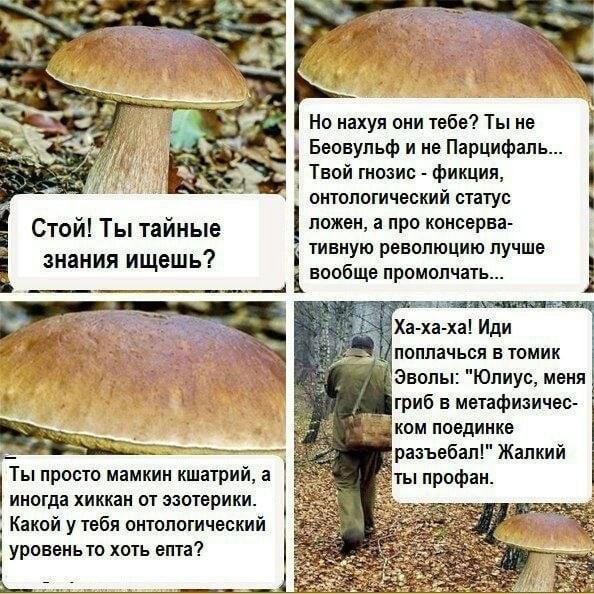 Стой! Ты тайные
знания ищешь?
Но нахуя они тебе? Ты не
Беовульф и не Парцифаль...
Твой гнозис - фикция,
онтологический статус
ложен, а про консерва-
тивную революцию лучше
вообще промолчать...
Ты просто мамкин кшатрий, а
иногда хиккан от эзотерики.
Какой у тебя онтологический
уровень то хоть епта?
Ха-ха-ха! Иди
поплачься в томик
Эволы: "Юлиус, меня
гриб в метафизичес-
ком поединке
разъебал!" Жалкий
ты профан.